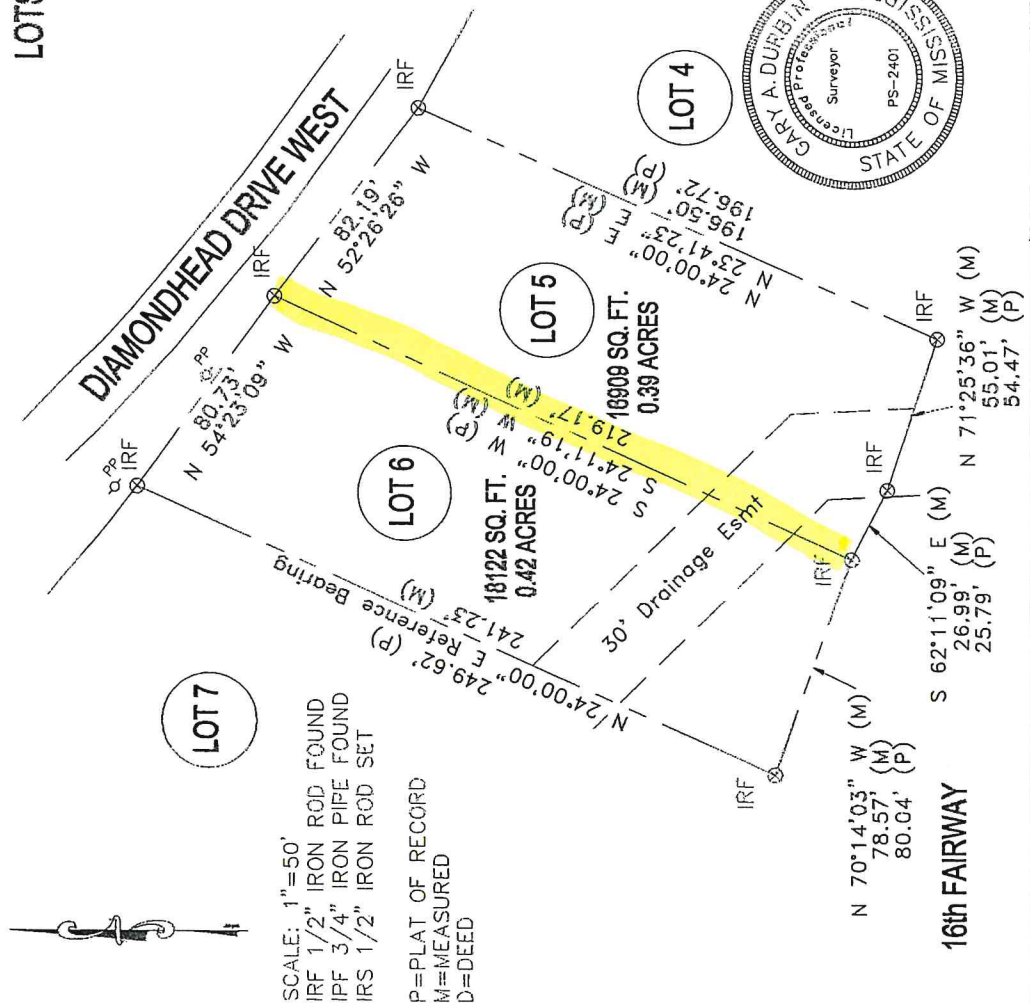 LOTS
DIAMONDHEAD DRIVE WEST
PP
IRF
80.73'
N 54°23'09" W
PP
IRF
82.19'
N 52°26'26" W
IRF
LOT 7
LOT 6
18122 SQ. FT.
0.42 ACRES
LOT 5
16909 SQ. FT.
0.39 ACRES
LOT 4
N 24°00'00" E Reference Bearing
249.62' (P)
241.23' (M)
S 24°00'00" W (P)
S 24°11'19" W (M)
219.17' (M)
N 24°00'00" E (P)
N 23°41'23" E (M)
196.50' (M)
196.72' (P)
30' Drainage Esmt
IRF
IRF
IRF
IRF
N 70°14'03" W (M)
78.57' (M)
80.04' (P)
S 62°11'09" E (M)
26.99' (M)
25.79' (P)
N 71°25'36" W (M)
55.01' (M)
54.47' (P)
16th FAIRWAY
SCALE: 1"=50'
IRF 1/2" IRON ROD FOUND
IPF 3/4" IRON PIPE FOUND
IRS 1/2" IRON ROD SET
P=PLAT OF RECORD
M=MEASURED
D=DEED
GARY A. DURBIN
Licensed Professional
Surveyor
PS-2401
STATE OF MISSISSIPPI